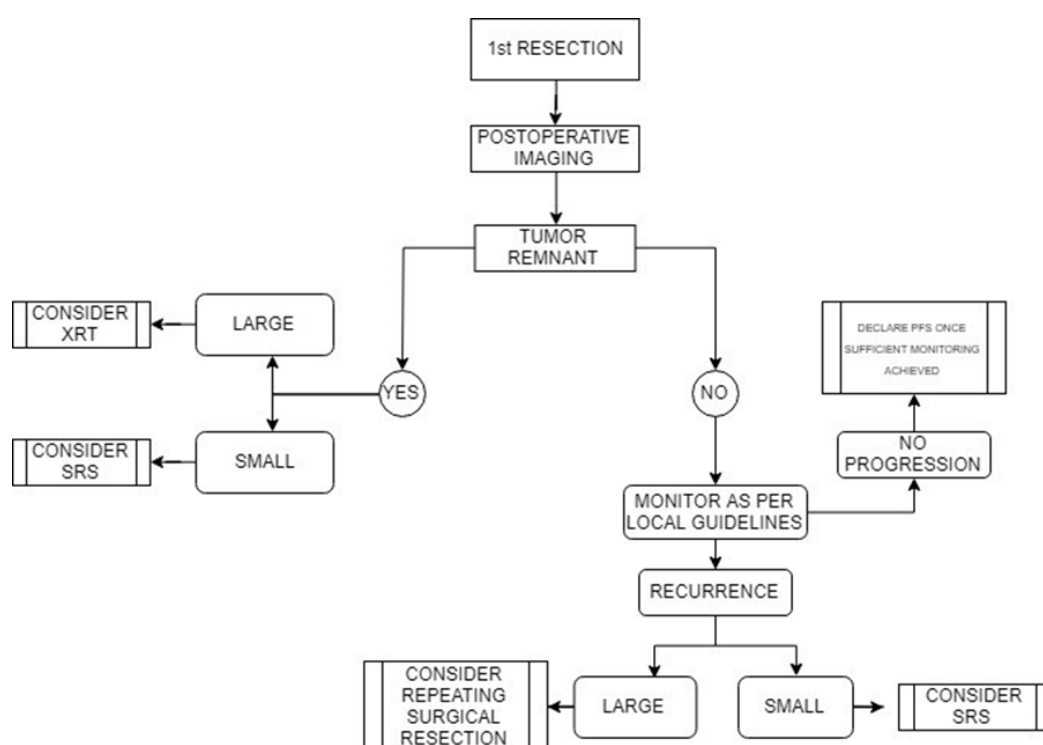 1st RESECTION
POSTOPERATIVE
IMAGING
TUMOR
REMNANT
CONSIDER
XRT
LARGE
YES
CONSIDER
SRS
SMALL
NO
DECLARE PFS ONCE
SUFFICIENT MONITORING
ACHIEVED
NO
PROGRESSION
MONITOR AS PER
LOCAL GUIDELINES
RECURRENCE
CONSIDER
REPEATING
SURGICAL
RESECTION
LARGE
SMALL
CONSIDER
SRS